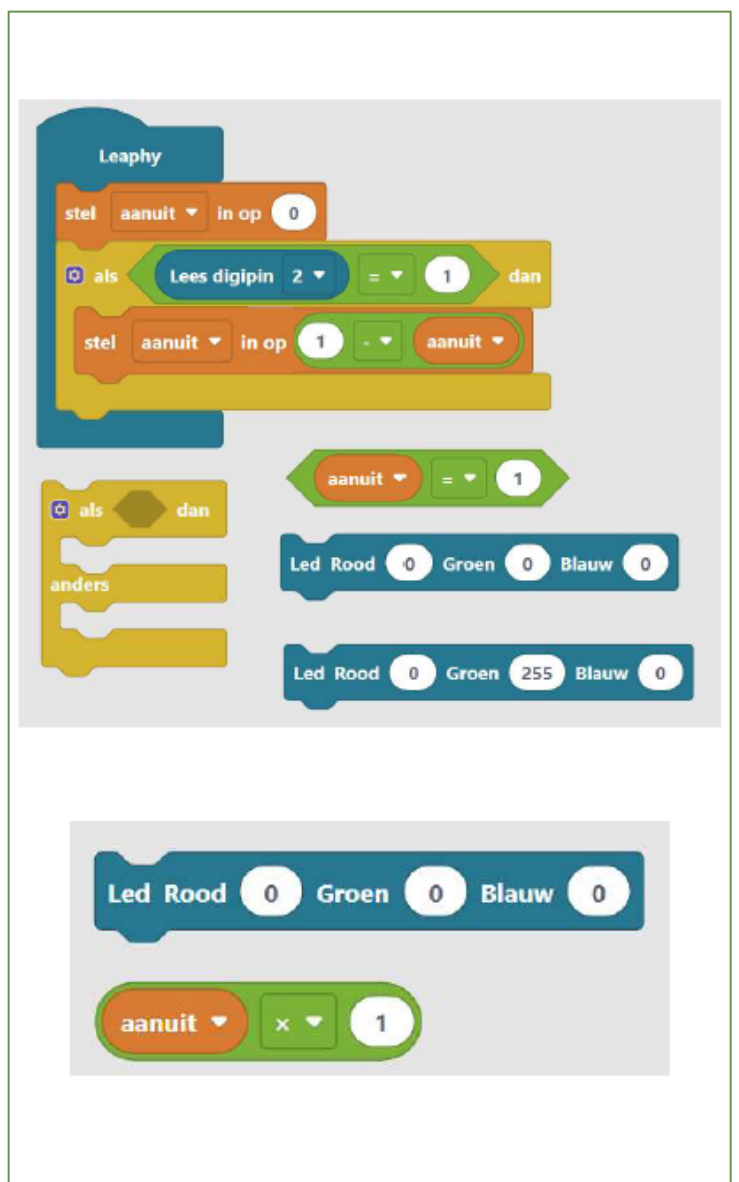 Leaphy
stel aanuit in op 0
als Lees digipin 2 = 1 dan
stel aanuit in op 1 - aanuit
aanuit = 1
als dan
anders
Led Rood 0 Groen 0 Blauw 0
Led Rood 0 Groen 255 Blauw 0
Led Rood 0 Groen 0 Blauw 0
aanuit × 1